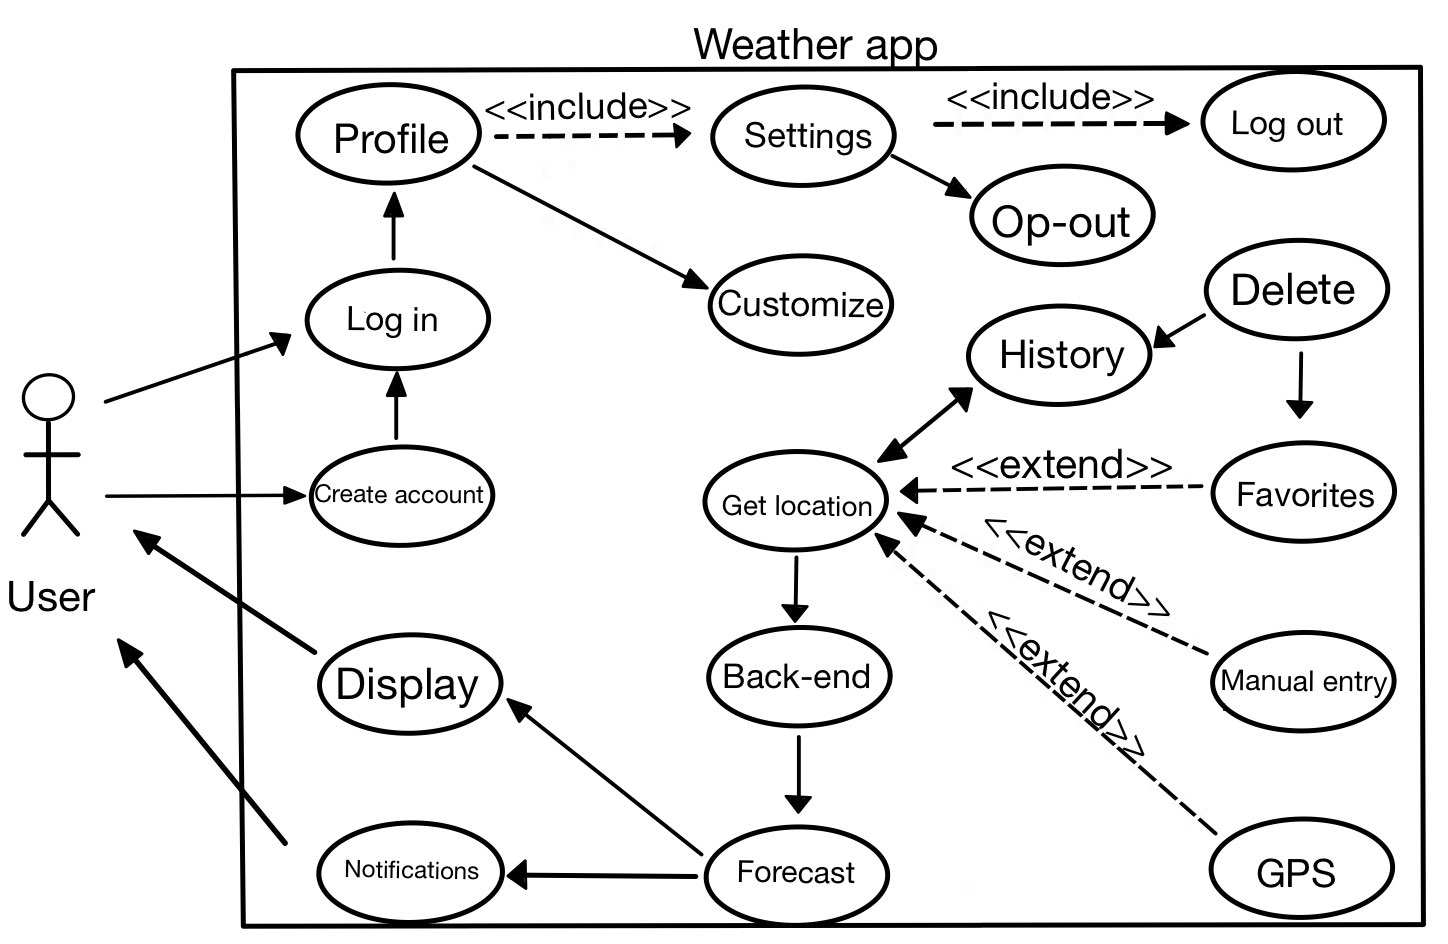 Weather app
Profile
<<include>>
Settings
<<include>>
Log out
Op-out
Customize
Delete
Log in
History
Create account
Get location
<<extend>>
Favorites
<<extend>>
User
Display
Back-end
<<extend>>
Manual entry
Notifications
Forecast
GPS